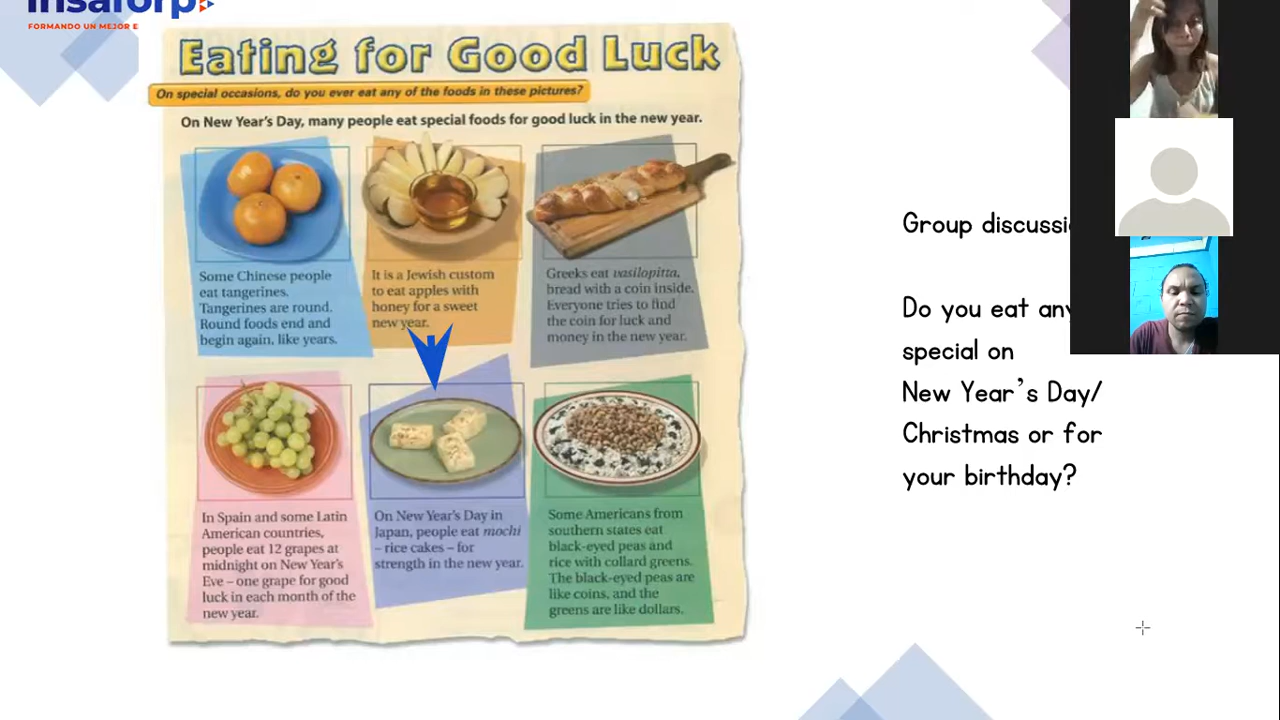 Insaforp
FORMANDO UN MEJOR E
Eating for Good Luck
On special occasions, do you ever eat any of the foods in these pictures?
On New Year's Day, many people eat special foods for good luck in the new year.
Some Chinese people
eat tangerines.
Tangerines are round.
Round foods end and
begin again, like years.
It is a Jewish custom
to eat apples with
honey for a sweet
new year.
Greeks eat vasilopitta,
bread with a coin inside.
Everyone tries to find
the coin for luck and
money in the new year.
In Spain and some Latin
American countries,
people eat 12 grapes at
midnight on New Year's
Eve – one grape for good
luck in each month of the
new year.
On New Year's Day in
Japan, people eat mochi
– rice cakes – for
strength in the new year.
Some Americans from
southern states eat
black-eyed peas and
rice with collard greens.
The black-eyed peas are
like coins, and the
greens are like dollars.
Group discussi
Do you eat any
special on
New Year's Day/
Christmas or for
your birthday?